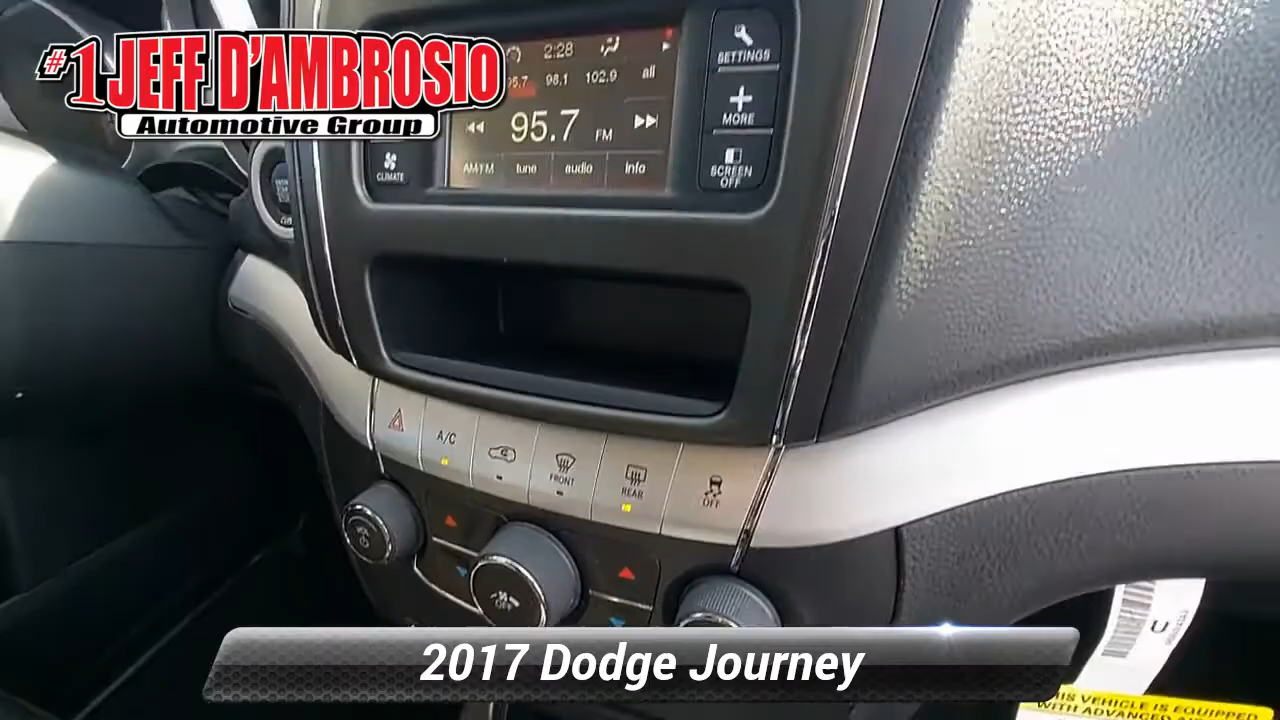 #1 JEFF D'AMBROSIO
Automotive Group
2:28
95.7 98.1 102.9 all
95.7 FM
AM/FM tune audio info
SETTINGS
MORE
SCREEN OFF
CLIMATE
A/C
FRONT
REAR
OFF
OFF
U
THIS VEHICLE IS EQUIPPED
WITH ADVANCED
2017 Dodge Journey